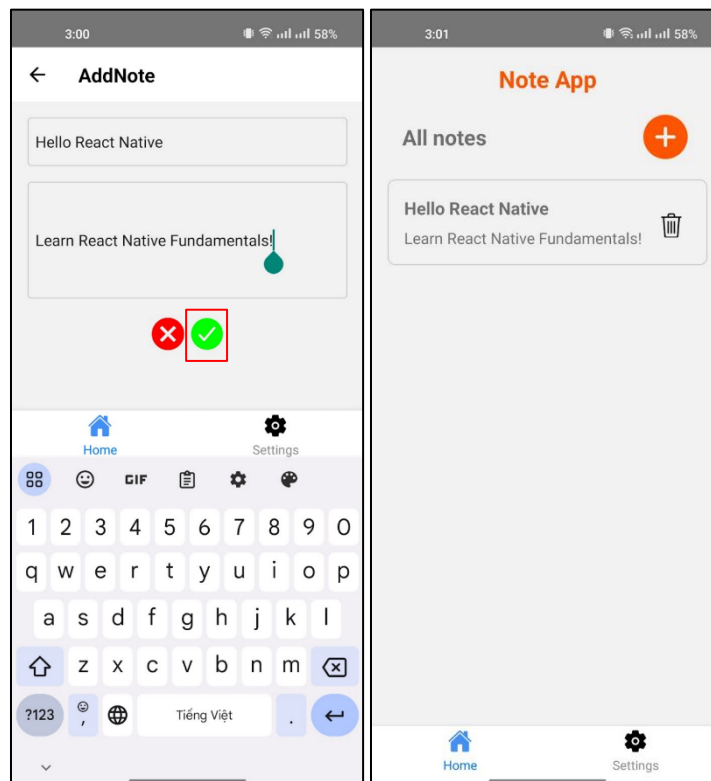 3:00
58%
AddNote
Hello React Native
Learn React Native Fundamentals!
Home
Settings
GIF
1 2 3 4 5 6 7 8 9 0
q w e r t y u i o p
a s d f g h j k l
z x c v b n m
?123 , Tiếng Việt .
3:01
58%
Note App
All notes
Hello React Native
Learn React Native Fundamentals!
Home
Settings